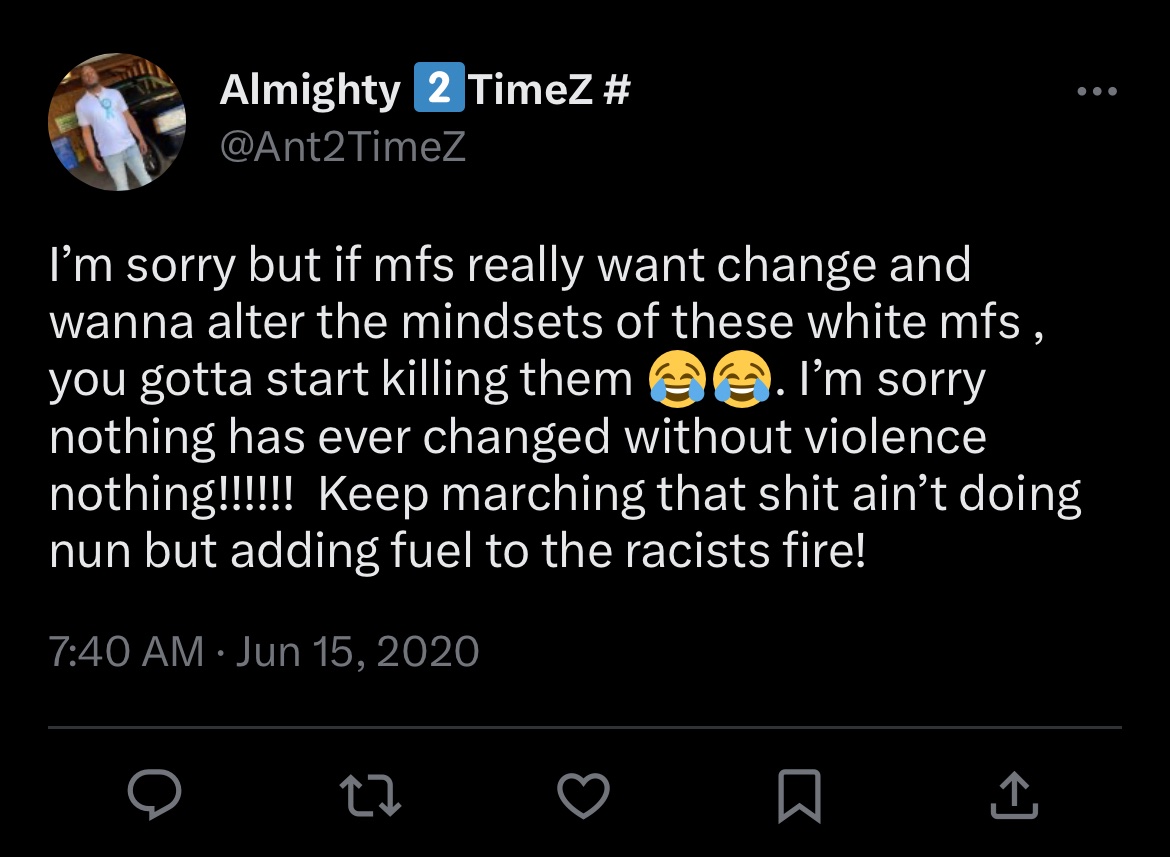 Almighty 2️⃣TimeZ #
@Ant2TimeZ
I’m sorry but if mfs really want change and
wanna alter the mindsets of these white mfs ,
you gotta start killing them 😂😂. I’m sorry
nothing has ever changed without violence
nothing!!!!!!  Keep marching that shit ain’t doing
nun but adding fuel to the racists fire!
7:40 AM · Jun 15, 2020